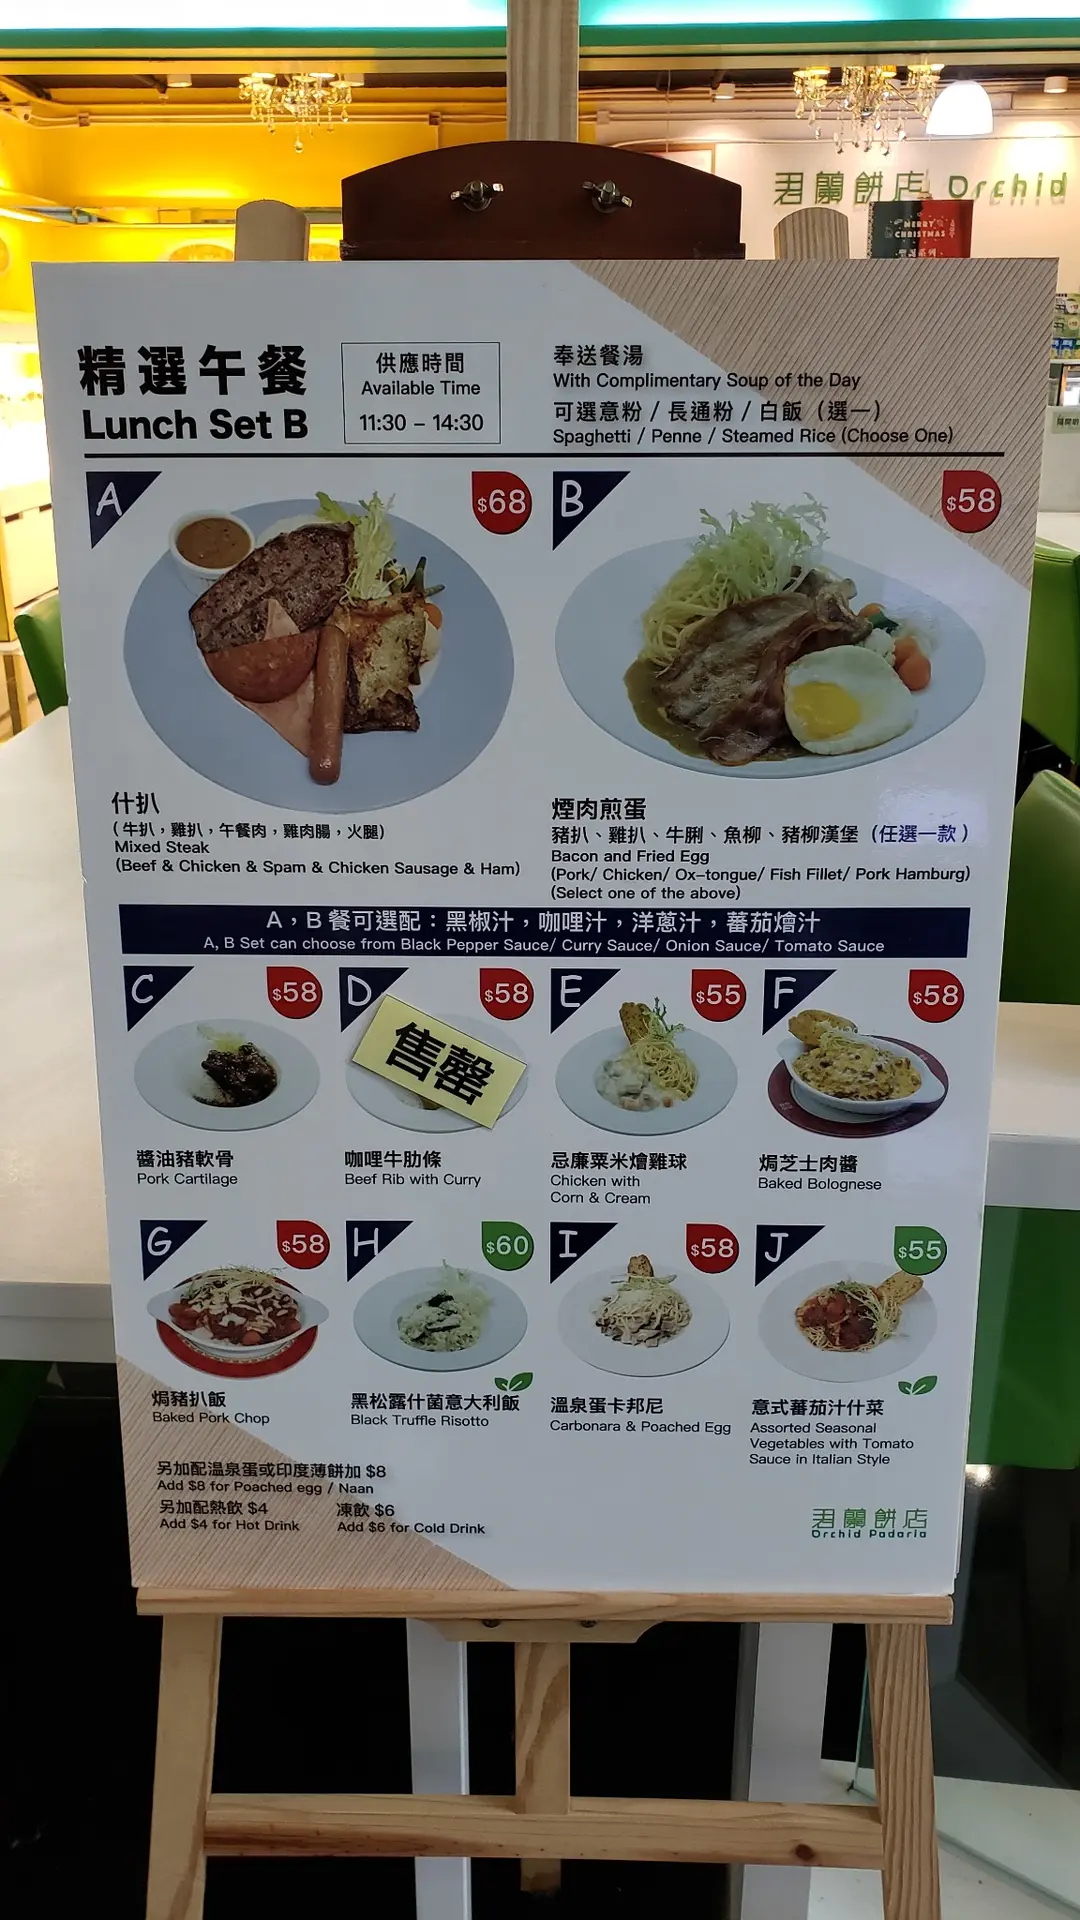 君蘭餅店 Orchid
MERRY
CHRISTMAS
精選午餐
Lunch Set B
供應時間
Available Time
11:30 – 14:30
奉送餐湯
With Complimentary Soup of the Day
可選意粉 / 長通粉 / 白飯（選一）
Spaghetti / Penne / Steamed Rice (Choose One)
A
$68
什扒
（牛扒，雞扒，午餐肉，雞肉腸，火腿）
Mixed Steak
(Beef & Chicken & Spam & Chicken Sausage & Ham)
B
$58
煙肉煎蛋
豬扒、雞扒、牛脷、魚柳、豬柳漢堡（任選一款）
Bacon and Fried Egg
(Pork/ Chicken/ Ox-tongue/ Fish Fillet/ Pork Hamburg)
(Select one of the above)
A，B 餐可選配：黑椒汁，咖哩汁，洋蔥汁，蕃茄燴汁
A, B Set can choose from Black Pepper Sauce/ Curry Sauce/ Onion Sauce/ Tomato Sauce
C
$58
醬油豬軟骨
Pork Cartilage
D
$58
售罄
咖哩牛肋條
Beef Rib with Curry
E
$55
忌廉粟米燴雞球
Chicken with
Corn & Cream
F
$58
焗芝士肉醬
Baked Bolognese
G
$58
焗豬扒飯
Baked Pork Chop
H
$60
黑松露什菌意大利飯
Black Truffle Risotto
I
$58
溫泉蛋卡邦尼
Carbonara & Poached Egg
J
$55
意式蕃茄汁什菜
Assorted Seasonal
Vegetables with Tomato
Sauce in Italian Style
另加配溫泉蛋或印度薄餅加 $8
Add $8 for Poached egg / Naan
另加配熱飲 $4
Add $4 for Hot Drink
凍飲 $6
Add $6 for Cold Drink
君蘭餅店
Orchid Padaria